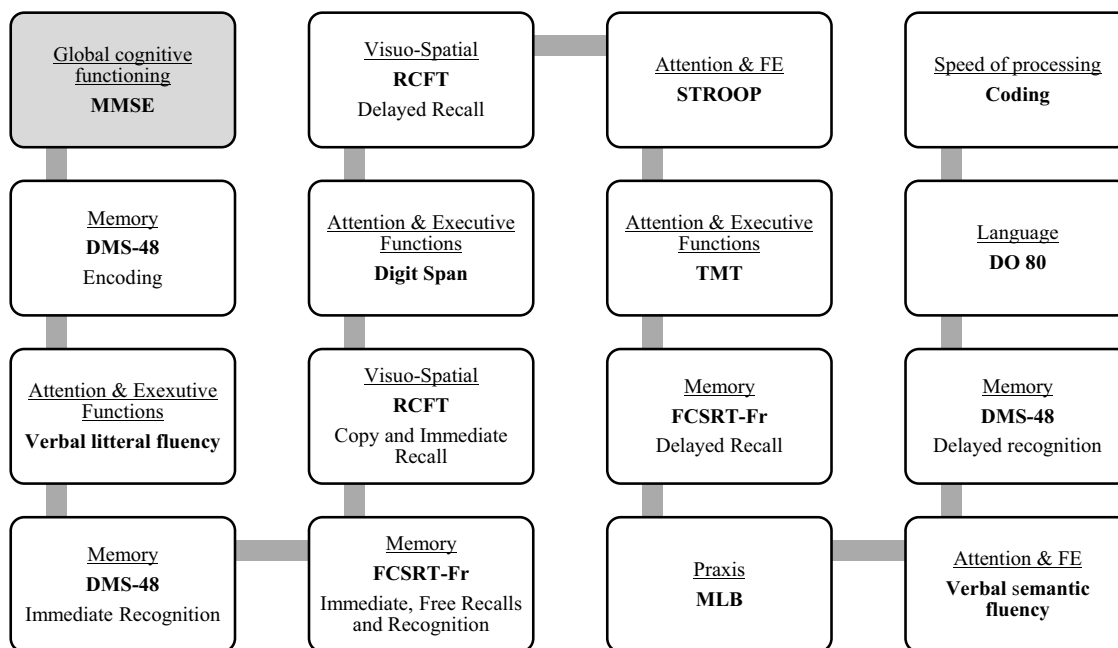 Global cognitive
functioning
MMSE
Visuo-Spatial
RCFT
Delayed Recall
Attention & FE
STROOP
Speed of processing
Coding
Memory
DMS-48
Encoding
Attention & Executive
Functions
Digit Span
Attention & Executive
Functions
TMT
Language
DO 80
Attention & Exexutive
Functions
Verbal litteral fluency
Visuo-Spatial
RCFT
Copy and Immediate
Recall
Memory
FCSRT-Fr
Delayed Recall
Memory
DMS-48
Delayed recognition
Memory
DMS-48
Immediate Recognition
Memory
FCSRT-Fr
Immediate, Free Recalls
and Recognition
Praxis
MLB
Attention & FE
Verbal semantic
fluency